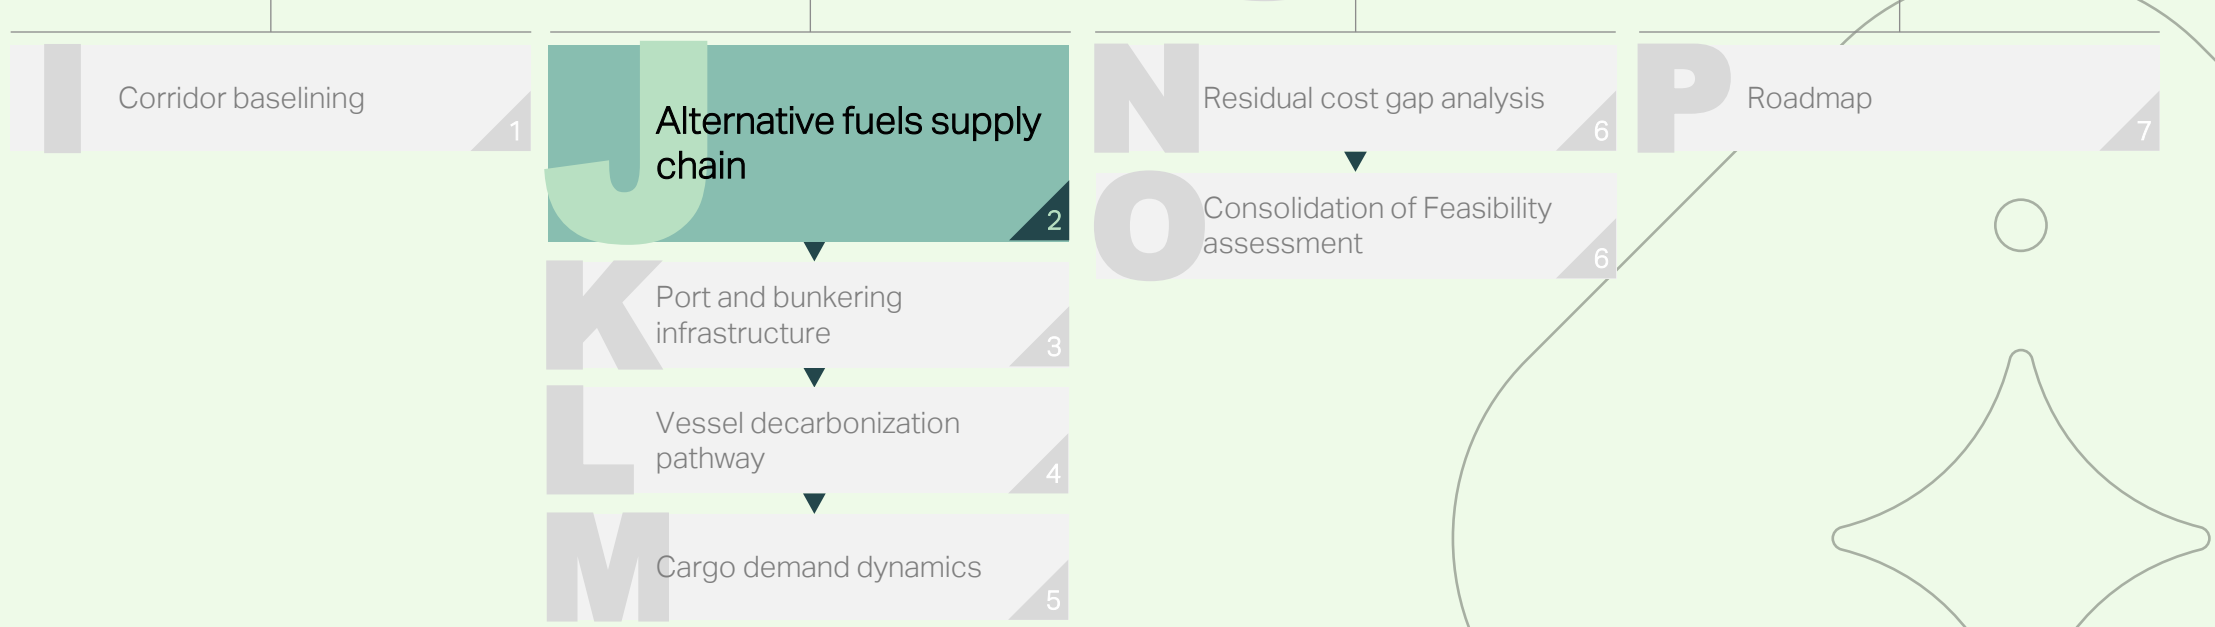 I
Corridor baselining
1
J
Alternative fuels supply
chain
2
K
Port and bunkering
infrastructure
3
L
Vessel decarbonization
pathway
4
M
Cargo demand dynamics
5
N
Residual cost gap analysis
6
O
Consolidation of Feasibility
assessment
6
P
Roadmap
7